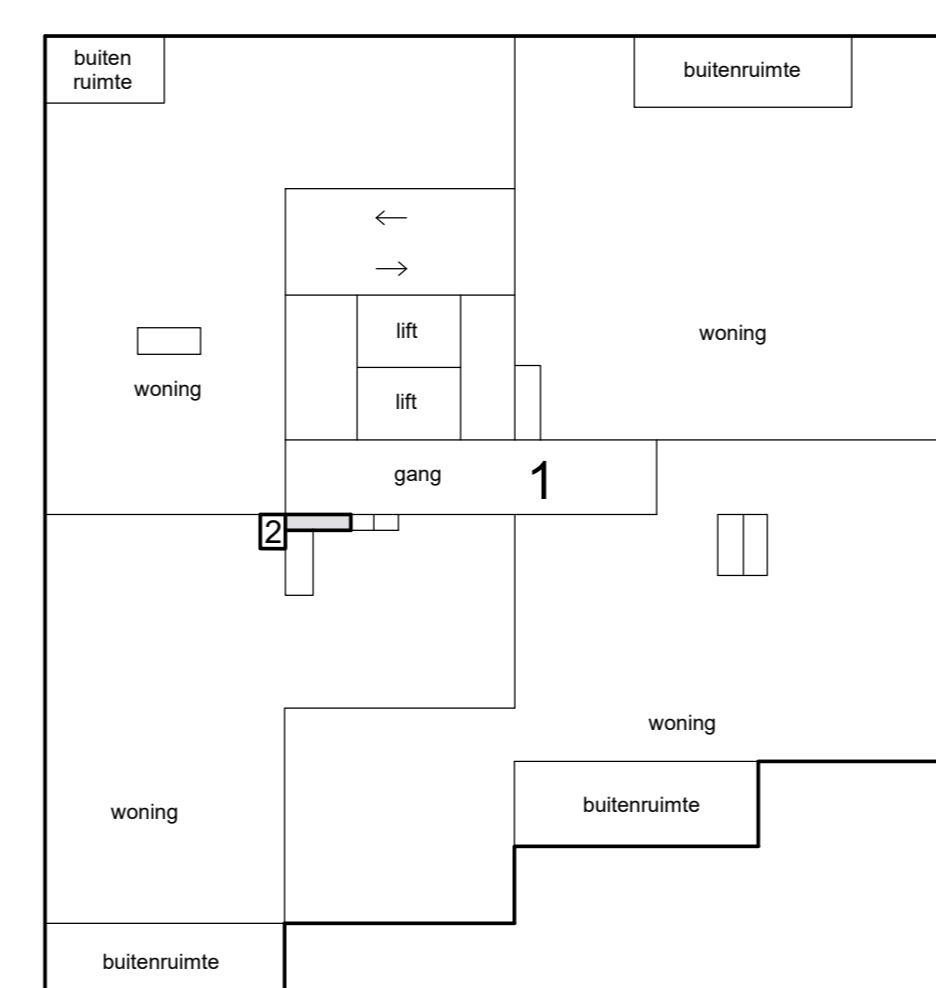 buiten
ruimte
buitenruimte
lift
woning
woning
lift
gang
1
2
woning
buitenruimte
woning
buitenruimte